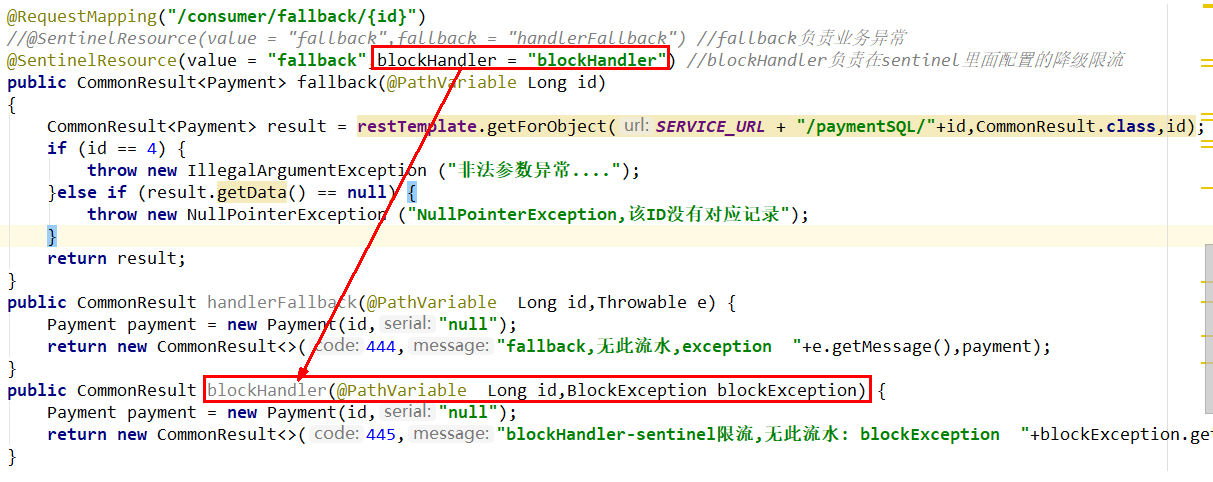 @RequestMapping("/consumer/fallback/{id}")
//@SentinelResource(value = "fallback",fallback = "handlerFallback") //fallback负责业务异常
@SentinelResource(value = "fallback",blockHandler = "blockHandler") //blockHandler负责在sentinel里面配置的降级限流
public CommonResult<Payment> fallback(@PathVariable Long id)
{
CommonResult<Payment> result = restTemplate.getForObject( url: SERVICE_URL + "/paymentSQL/"+id,CommonResult.class,id);
if (id == 4) {
throw new IllegalArgumentException ("非法参数异常....");
}else if (result.getData() == null) {
throw new NullPointerException ("NullPointerException,该ID没有对应记录");
}
return result;
}
public CommonResult handlerFallback(@PathVariable  Long id,Throwable e) {
Payment payment = new Payment(id, serial: "null");
return new CommonResult<>( code: 444, message: "fallback,无此流水,exception  "+e.getMessage(),payment);
}
public CommonResult blockHandler(@PathVariable  Long id,BlockException blockException) {
Payment payment = new Payment(id, serial: "null");
return new CommonResult<>( code: 445, message: "blockHandler-sentinel限流,无此流水: blockException  "+blockException.get
}